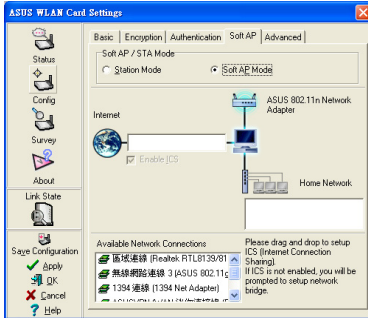 ASUS WLAN Card Settings
Status
Config
Survey
About
Link State
Save Configuration
Apply
OK
Cancel
Help
Basic
Encryption
Authentication
Soft AP
Advanced
Soft AP / STA Mode
Station Mode
Soft AP Mode
Internet
ASUS 802.11n Network
Adapter
Enable ICS
Home Network
Available Network Connections
區域連線 (Realtek RTL8139/81
無線網路連線 3 (ASUS 802.11g
1394 連線 (1394 Net Adapter)
Please drag and drop to setup
ICS (Internet Connection
Sharing).
If ICS is not enabled, you will be
prompted to setup network
bridge.